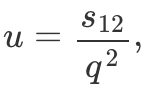 u = \frac{s_{12}}{q^2},